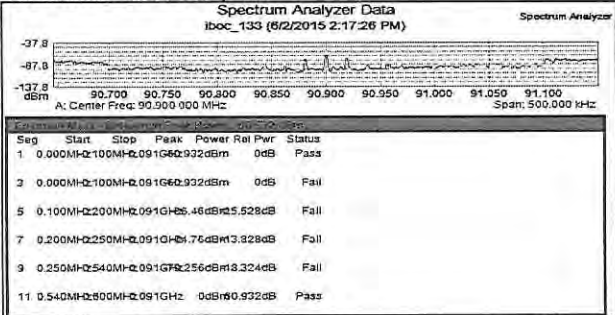 Spectrum Analyzer Data
Spectrum Analyzer
iboc_133 (6/2/2015 2:17:26 PM)
-37.8
-87.8
-137.8
dBm
90.700 90.750 90.800 90.850 90.900 90.950 91.000 91.050 91.100
A: Center Freq: 90.900 000 MHz
Span: 500.000 kHz
Seg Start Stop Peak Power Rel Pwr Status
1 0.000MHz 0.100MHz 0.091GHz 60.932dBm 0dB Pass
3 0.000MHz 0.100MHz 0.091GHz 60.932dBm 0dB Fail
5 0.100MHz 0.200MHz 0.091GHz 5.46dBm 25.528dB Fail
7 0.200MHz 0.250MHz 0.091GHz 4.76dBm 13.828dB Fail
9 0.250MHz 0.540MHz 0.091GHz 79.256dBm 18.324dB Fail
11 0.540MHz 0.600MHz 0.091GHz 0dBm 60.932dB Pass